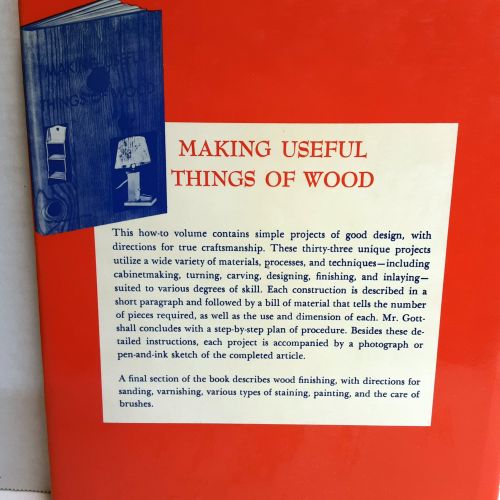 MAKING USEFUL
THINGS OF WOOD
MAKING USEFUL
THINGS OF WOOD
This how-to volume contains simple projects of good design, with
directions for true craftsmanship. These thirty-three unique projects
utilize a wide variety of materials, processes, and techniques—including
cabinetmaking, turning, carving, designing, finishing, and inlaying—
suited to various degrees of skill. Each construction is described in a
short paragraph and followed by a bill of material that tells the number
of pieces required, as well as the use and dimension of each. Mr. Gott-
shall concludes with a step-by-step plan of procedure. Besides these de-
tailed instructions, each project is accompanied by a photograph or
pen-and-ink sketch of the completed article.
A final section of the book describes wood finishing, with directions for
sanding, varnishing, various types of staining, painting, and the care of
brushes.